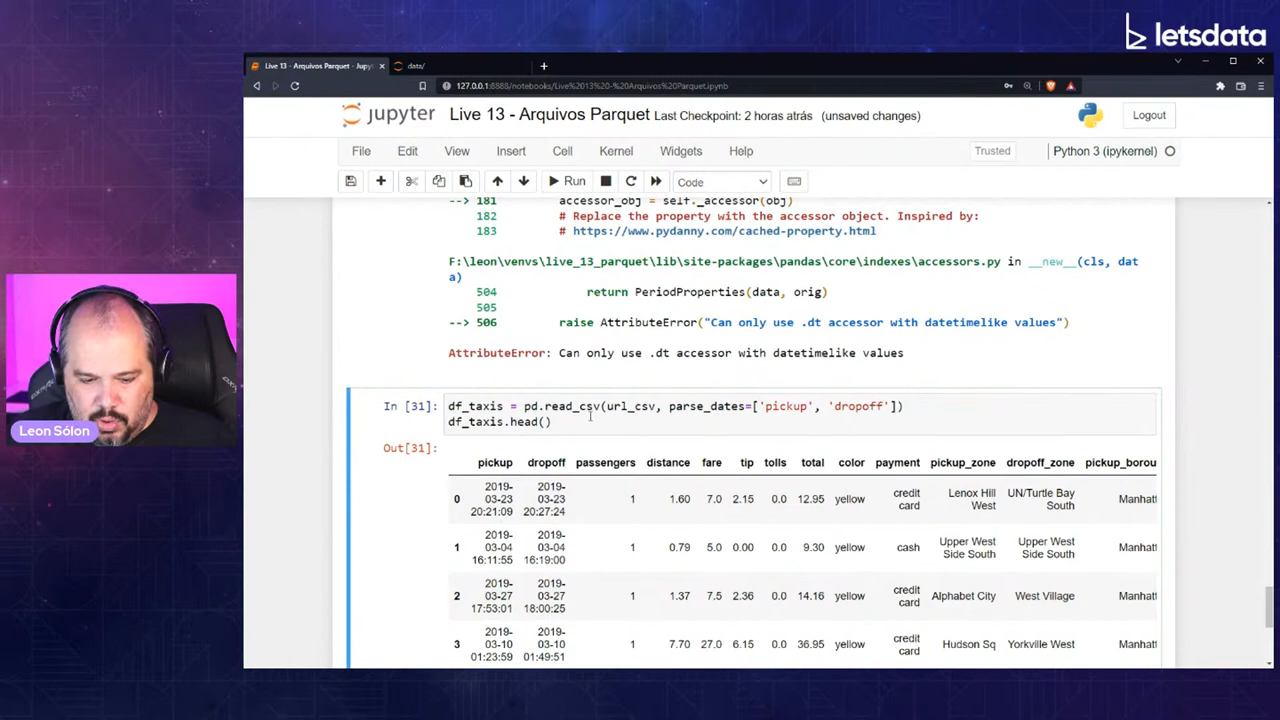 letsdata
Live 13 - Arquivos Parquet - Jupyt
data/
127.0.0.1:8888/notebooks/Live%2013%20-%20Arquivos%20Parquet.ipynb
jupyter Live 13 - Arquivos Parquet Last Checkpoint: 2 horas atrás (unsaved changes)
Logout
File Edit View Insert Cell Kernel Widgets Help
Trusted
Python 3 (ipykernel)
Run
Code
--> 181 accessor_obj = self._accessor(obj)
182 # Replace the property with the accessor object. Inspired by:
183 # https://www.pydanny.com/cached-property.html
F:\leon\venvs\live_13_parquet\lib\site-packages\pandas\core\indexes\accessors.py in __new__(cls, dat
a)
504 return PeriodProperties(data, orig)
505
--> 506 raise AttributeError("Can only use .dt accessor with datetimelike values")
AttributeError: Can only use .dt accessor with datetimelike values
In [31]: df_taxis = pd.read_csv(url_csv, parse_dates=['pickup', 'dropoff'])
df_taxis.head()
Out[31]:
pickup dropoff passengers distance fare tip tolls total color payment pickup_zone dropoff_zone pickup_borou
0 2019-03-23 20:21:09 2019-03-23 20:27:24 1 1.60 7.0 2.15 0.0 12.95 yellow credit card Lenox Hill West UN/Turtle Bay South Manhatt
1 2019-03-04 16:11:55 2019-03-04 16:19:00 1 0.79 5.0 0.00 0.0 9.30 yellow cash Upper West Side South Upper West Side South Manhatt
2 2019-03-27 17:53:01 2019-03-27 18:00:25 1 1.37 7.5 2.36 0.0 14.16 yellow credit card Alphabet City West Village Manhatt
3 2019-03-10 01:23:59 2019-03-10 01:49:51 1 7.70 27.0 6.15 0.0 36.95 yellow credit card Hudson Sq Yorkville West Manhatt
Leon Sólon